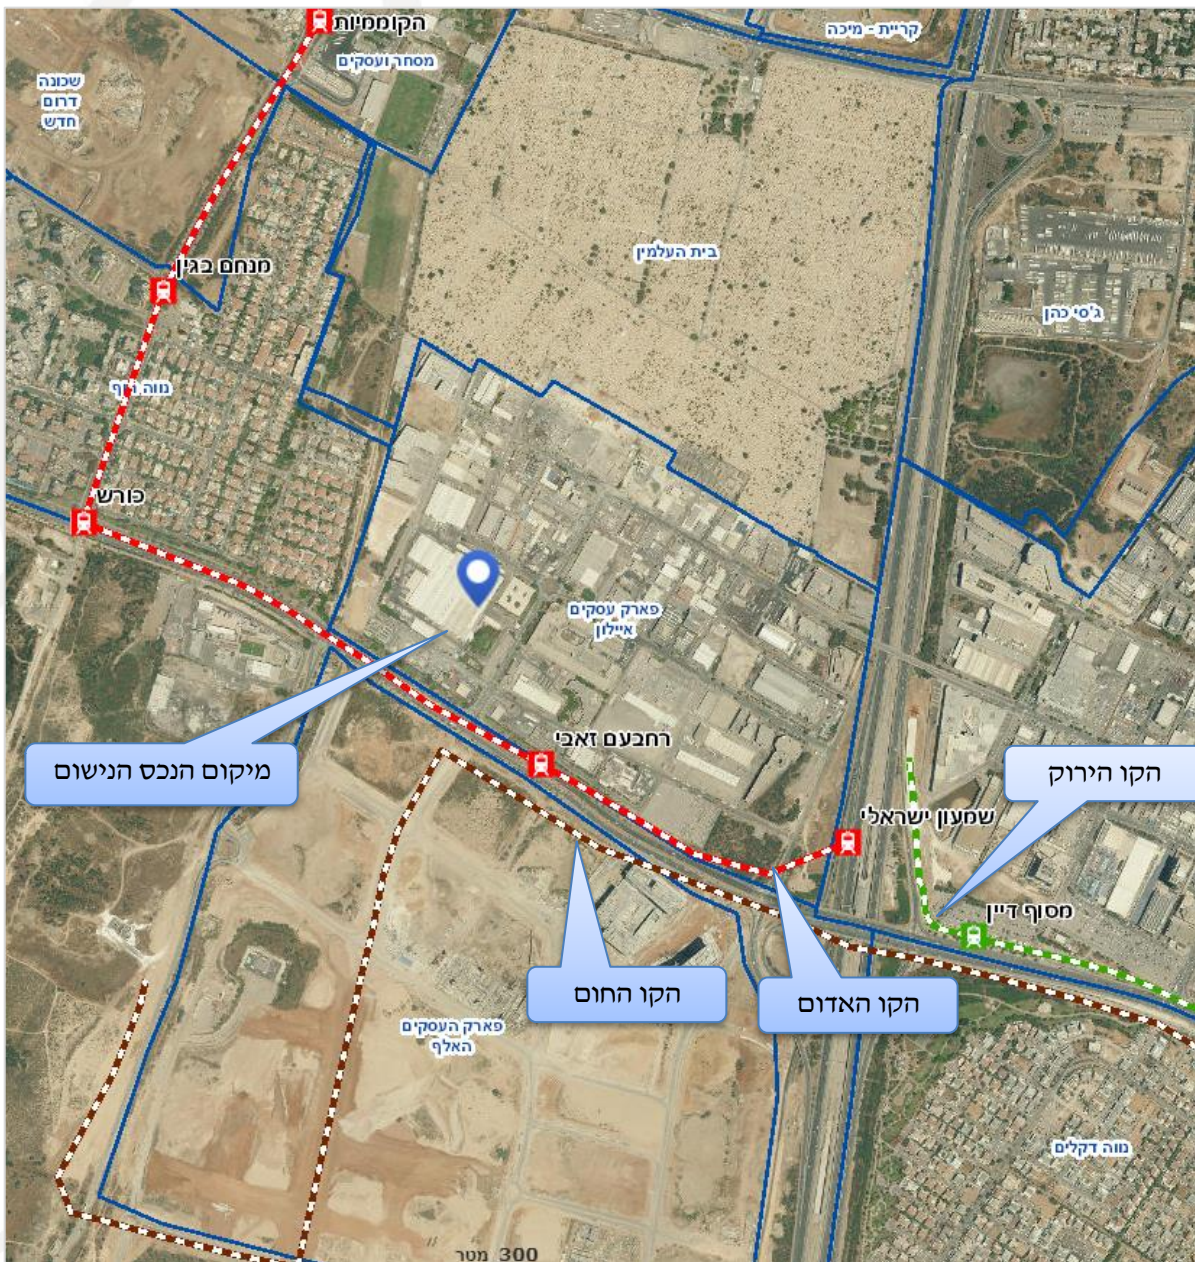 הקוממיות
קריית - מיכה
מסחר ועסקים
שכונה
דרום
חדש
בית העלמין
מנחם בגין
ג'סי כהן
נווה חוף
כורש
פארק עסקים
איילון
רחבעם זאבי
מיקום הנכס הנישום
הקו הירוק
שמעון ישראלי
מסוף דיין
הקו החום
הקו האדום
פארק העסקים
האלף
נווה דקלים
300 מטר